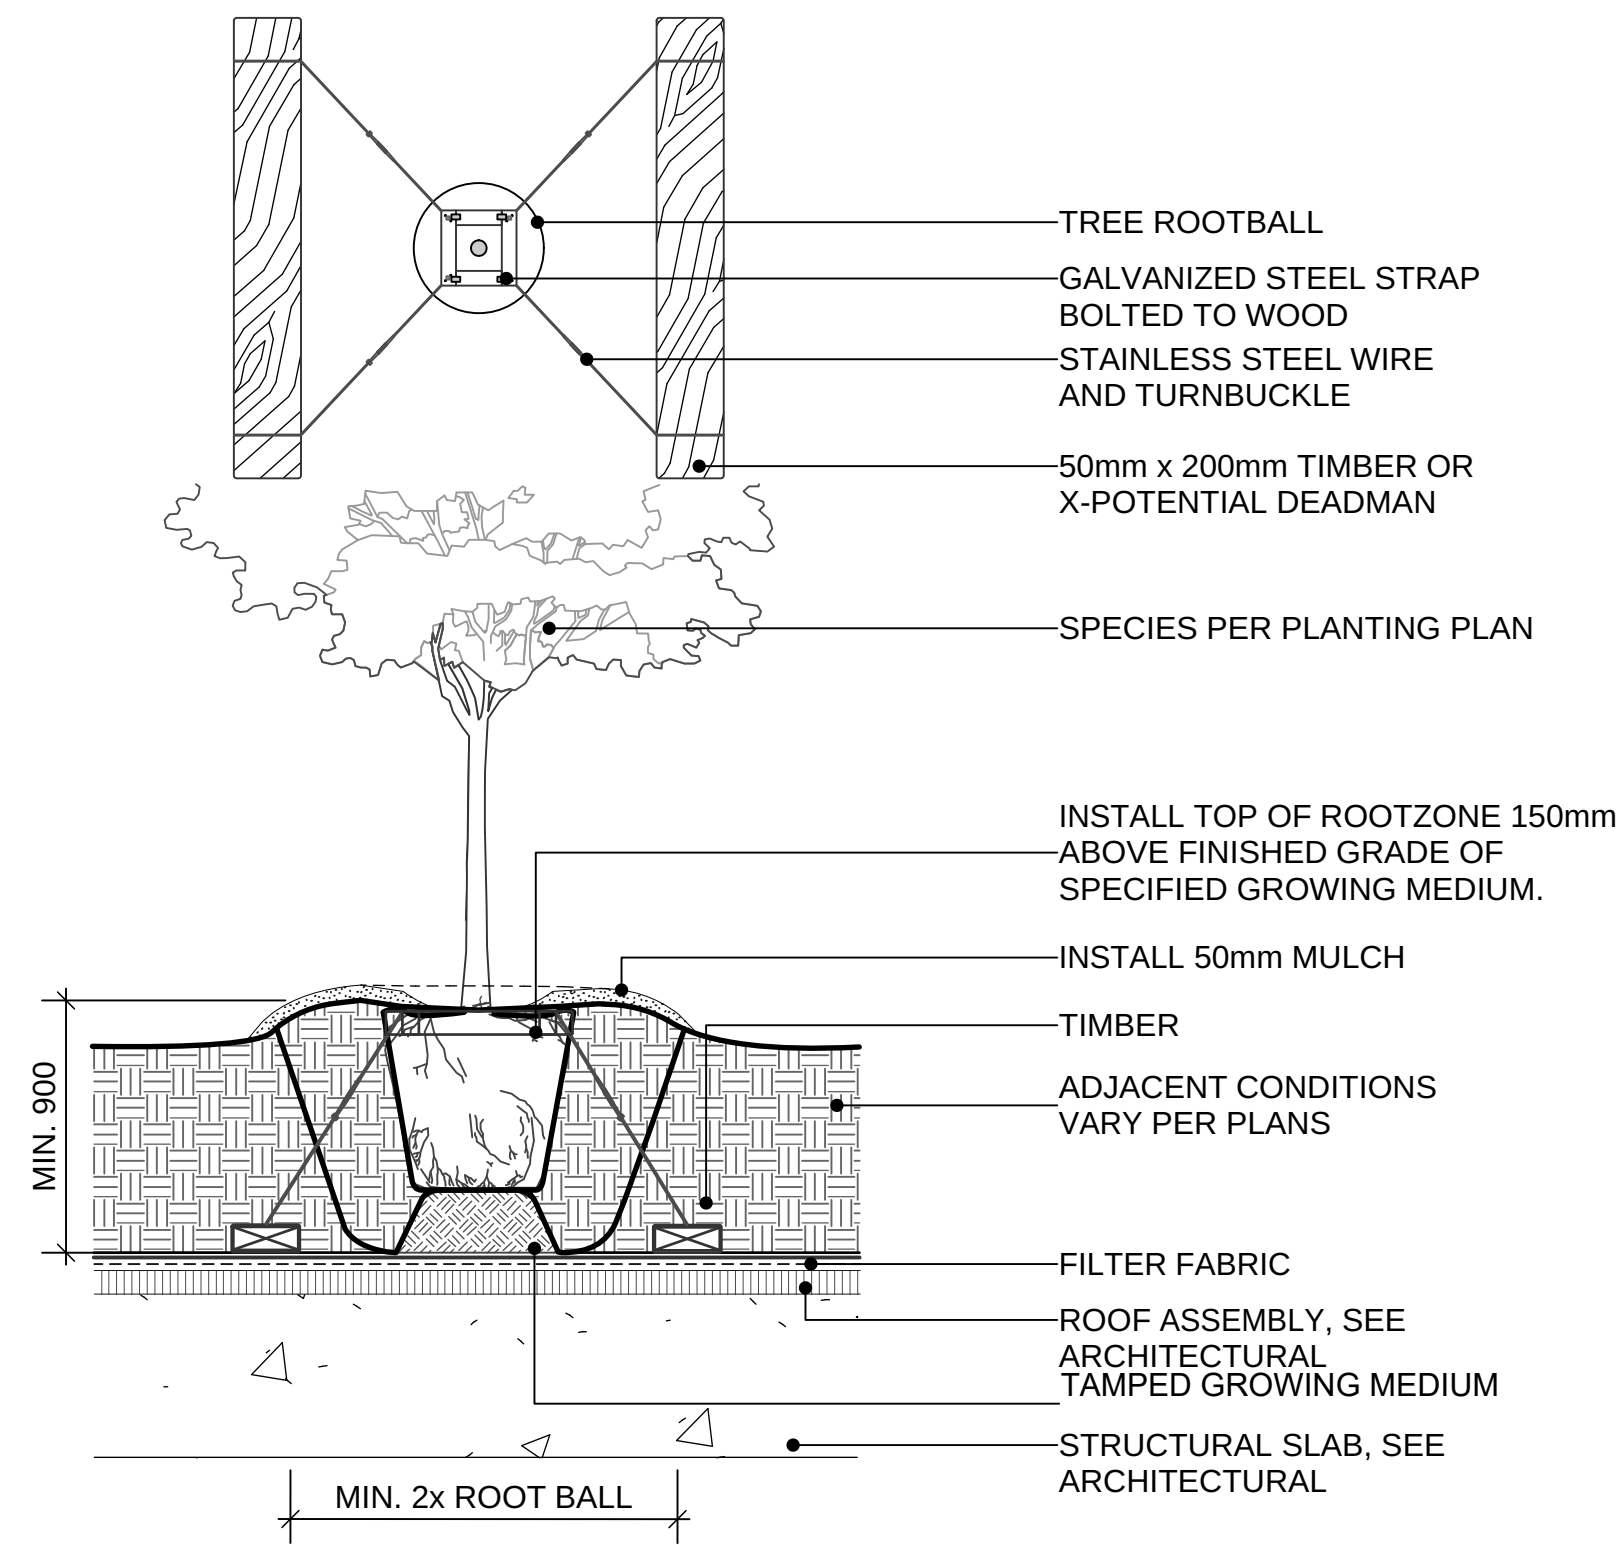 TREE ROOTBALL
GALVANIZED STEEL STRAP
BOLTED TO WOOD
STAINLESS STEEL WIRE
AND TURNBUCKLE
50mm x 200mm TIMBER OR
X-POTENTIAL DEADMAN
SPECIES PER PLANTING PLAN
INSTALL TOP OF ROOTZONE 150mm
ABOVE FINISHED GRADE OF
SPECIFIED GROWING MEDIUM.
INSTALL 50mm MULCH
TIMBER
ADJACENT CONDITIONS
VARY PER PLANS
MIN. 900
FILTER FABRIC
ROOF ASSEMBLY, SEE
ARCHITECTURAL
TAMPED GROWING MEDIUM
STRUCTURAL SLAB, SEE
ARCHITECTURAL
MIN. 2x ROOT BALL